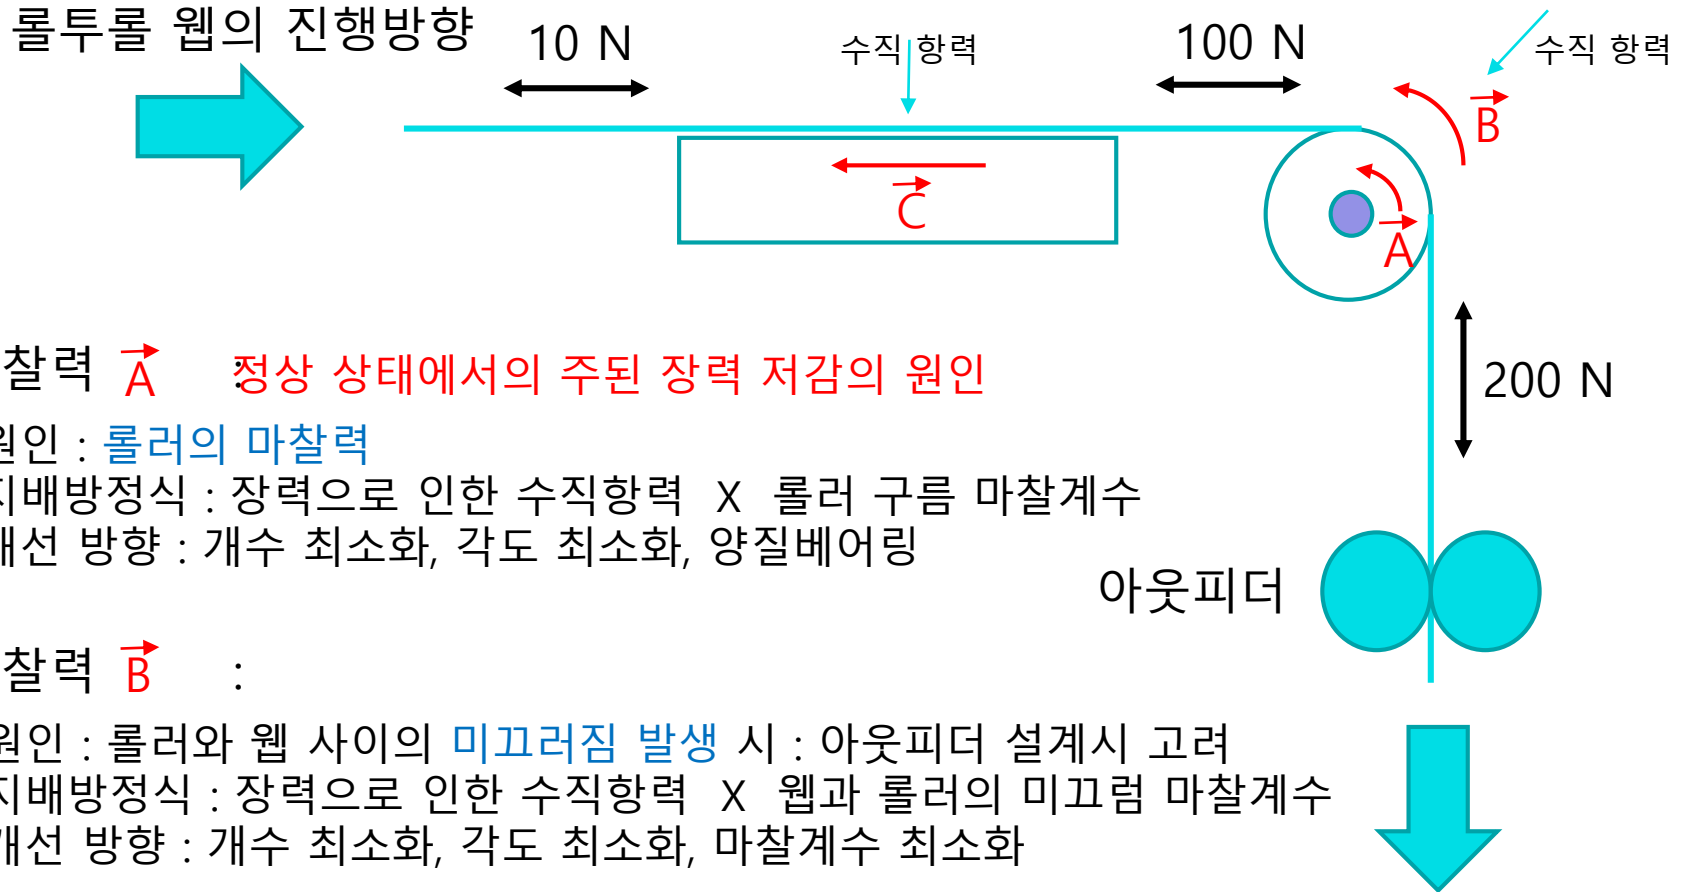 롤투롤 웹의 진행방향
10 N
수직 항력
100 N
수직 항력
B
C
A
200 N
찰력 A : 정상 상태에서의 주된 장력 저감의 원인
원인 : 롤러의 마찰력
지배방정식 : 장력으로 인한 수직항력 X 롤러 구름 마찰계수
개선 방향 : 개수 최소화, 각도 최소화, 양질베어링
아웃피더
찰력 B :
원인 : 롤러와 웹 사이의 미끄러짐 발생 시 : 아웃피더 설계시 고려
지배방정식 : 장력으로 인한 수직항력 X 웹과 롤러의 미끄럼 마찰계수
개선 방향 : 개수 최소화, 각도 최소화, 마찰계수 최소화